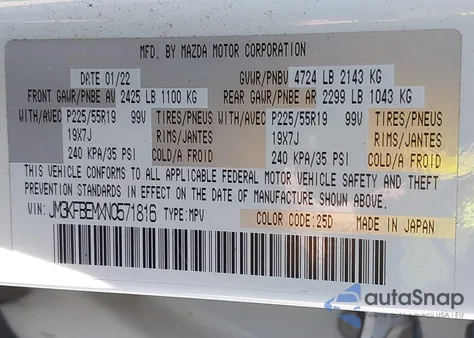 MFD. BY MAZDA MOTOR CORPORATION
DATE 01/22 GVWR/PNBV 4724 LB 2143 KG
FRONT GAWR/PNBE AV 2425 LB 1100 KG REAR GAWR/PNBE AR 2299 LB 1043 KG
WITH/AVEC P225/55R19 99V TIRES/PNEUS WITH/AVEC P225/55R19 99V TIRES/PNEUS
19X7J RIMS/JANTES 19X7J RIMS/JANTES
240 KPA/35 PSI COLD/A FROID 240 KPA/35 PSI COLD/A FROID
THIS VEHICLE CONFORMS TO ALL APPLICABLE FEDERAL MOTOR VEHICLE SAFETY AND THEFT
PREVENTION STANDARDS IN EFFECT ON THE DATE OF MANUFACTURE SHOWN ABOVE.
VIN: JM3KFBEMXN0571816 TYPE: MPV COLOR CODE: 25D MADE IN JAPAN
autoSnap